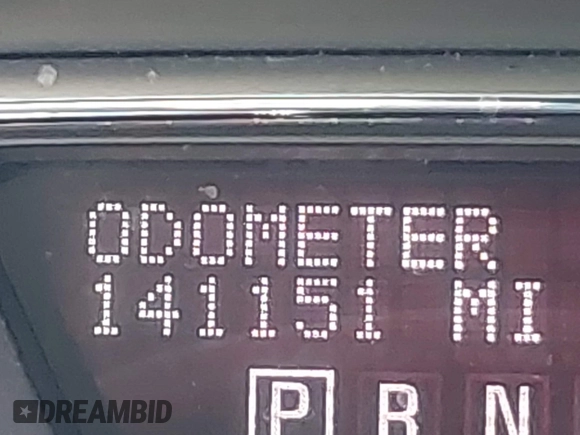 ODOMETER
141151 MI
P R N
DREAMBID